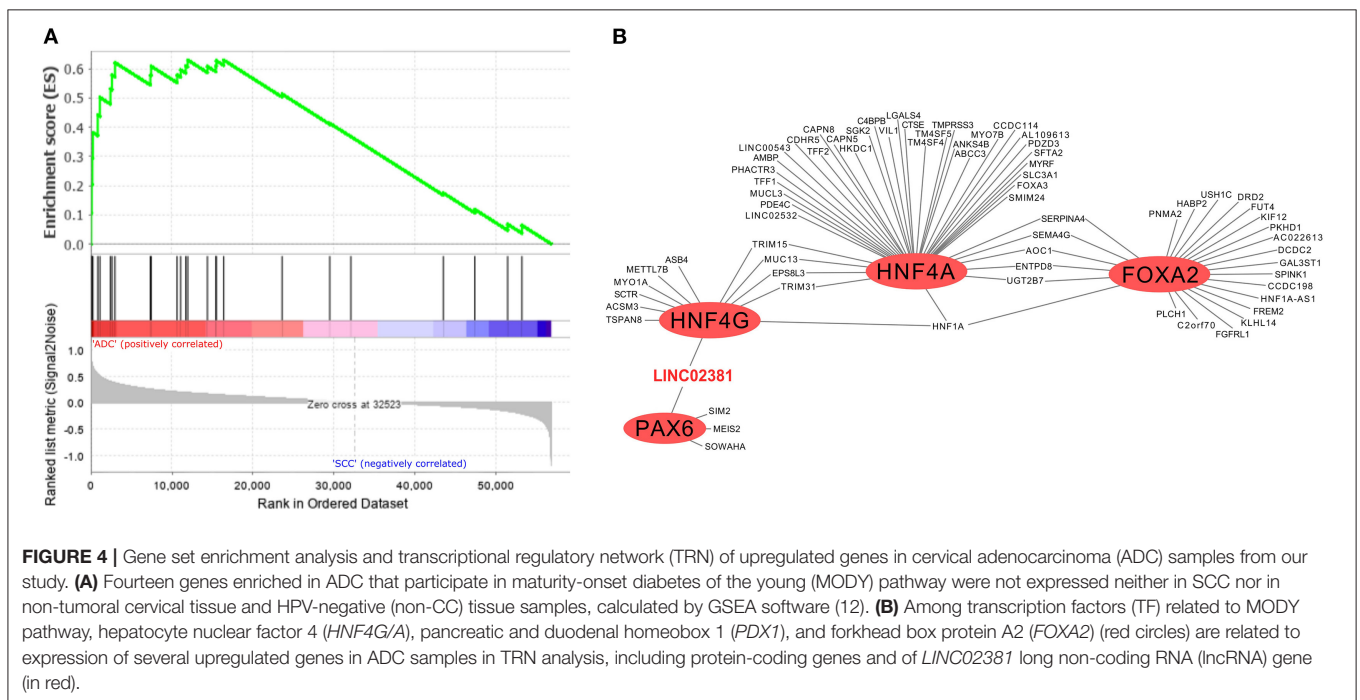 A
Enrichment score (ES)
0.6
0.5
0.4
0.3
0.2
0.1
0.0
'ADC' (positively correlated)
Ranked list metric (Signal2Noise)
1.0
0.5
0.0
-0.5
-1.0
Zero cross at 32523
'SCC' (negatively correlated)
0
10,000
20,000
30,000
40,000
50,000
Rank in Ordered Dataset
B
LINC00543
AMBP
PHACTR3
TFF1
MUCL3
PDE4C
LINC02532
CDHR5
TFF2
CAPN8
CAPN5
HKDC1
SGK2
C4BPB
VIL1
LGALS4
CTSE
TM4SF5
TM4SF4
TMPRSS3
ANKS4B
ABCC3
MYO7B
CCDC114
AL109613
PDZD3
SFTA2
MYRF
SLC3A1
FOXA3
SMIM24
TRIM15
MUC13
EPS8L3
TRIM31
HNF4A
SERPINA4
SEMA4G
AOC1
ENTPD8
UGT2B7
HNF1A
FOXA2
PNMA2
HABP2
USH1C
DRD2
FUT4
KIF12
PKHD1
AC022613
DCDC2
GAL3ST1
SPINK1
CCDC198
HNF1A-AS1
FREM2
KLHL14
FGFRL1
C2orf70
PLCH1
ASB4
METTL7B
MYO1A
SCTR
ACSM3
TSPAN8
HNF4G
LINC02381
PAX6
SIM2
MEIS2
SOWAHA
FIGURE 4 | Gene set enrichment analysis and transcriptional regulatory network (TRN) of upregulated genes in cervical adenocarcinoma (ADC) samples from our
study. (A) Fourteen genes enriched in ADC that participate in maturity-onset diabetes of the young (MODY) pathway were not expressed neither in SCC nor in
non-tumoral cervical tissue and HPV-negative (non-CC) tissue samples, calculated by GSEA software (12). (B) Among transcription factors (TF) related to MODY
pathway, hepatocyte nuclear factor 4 (HNF4G/A), pancreatic and duodenal homeobox 1 (PDX1), and forkhead box protein A2 (FOXA2) (red circles) are related to
expression of several upregulated genes in ADC samples in TRN analysis, including protein-coding genes and of LINC02381 long non-coding RNA (lncRNA) gene
(in red).